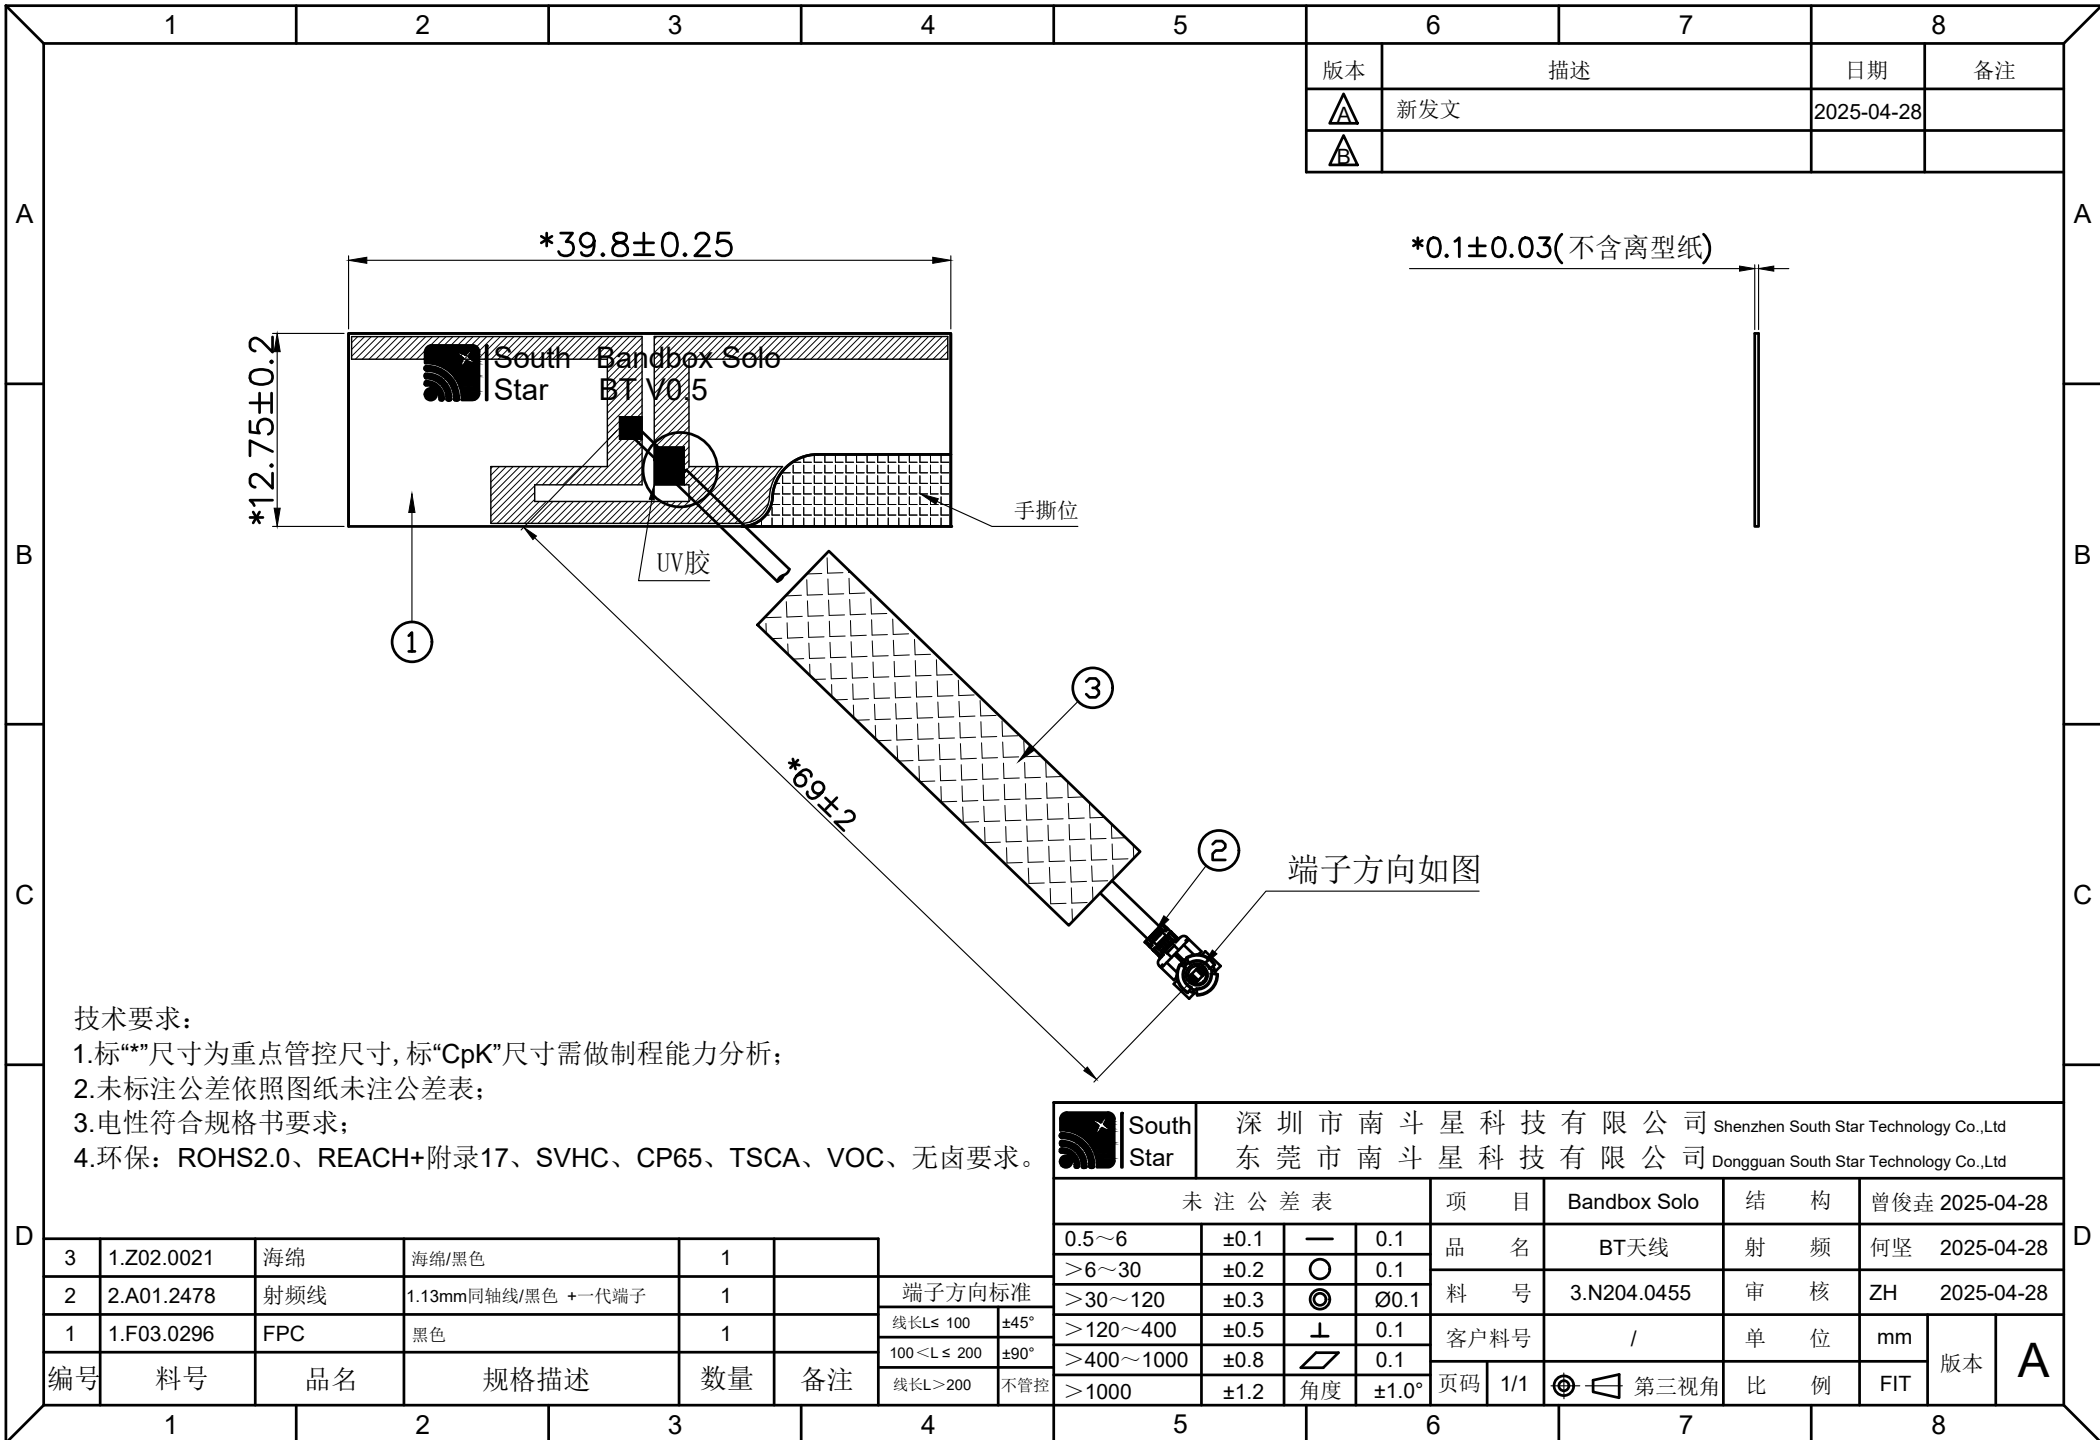 1 2 3 4 5 6 7 8
版本 描述 日期 备注
A 新发文 2025-04-28
B
A A
*39.8±0.25
*0.1±0.03(不含离型纸)
*12.75±0.2
South Bandbox Solo
Star BT V0.5
手撕位
B B
UV胶
1
3
*69±2
2
端子方向如图
C C
技术要求：
1.标“*”尺寸为重点管控尺寸,标“CpK”尺寸需做制程能力分析；
2.未标注公差依照图纸未注公差表；
3.电性符合规格书要求；
4.环保：ROHS2.0、REACH+附录17、SVHC、CP65、TSCA、VOC、无卤要求。
South
Star
深圳市南斗星科技有限公司 Shenzhen South Star Technology Co.,Ltd
东莞市南斗星科技有限公司 Dongguan South Star Technology Co.,Ltd
D D
3 1.Z02.0021 海绵 海绵/黑色 1
2 2.A01.2478 射频线 1.13mm同轴线/黑色 +一代端子 1
1 1.F03.0296 FPC 黑色 1
编号 料号 品名 规格描述 数量 备注
端子方向标准
线长L≤ 100 ±45°
100＜L ≤ 200 ±90°
线长L＞200 不管控
未注公差表
0.5～6 ±0.1 — 0.1
＞6～30 ±0.2 ○ 0.1
＞30～120 ±0.3 ◎ Ø0.1
＞120～400 ±0.5 ⊥ 0.1
＞400～1000 ±0.8 ▱ 0.1
＞1000 ±1.2 角度 ±1.0°
项目 Bandbox Solo 结构 曾俊垚 2025-04-28
品名 BT天线 射频 何坚 2025-04-28
料号 3.N204.0455 审核 ZH 2025-04-28
客户料号 / 单位 mm
页码 1/1 第三视角 比例 FIT
版本 A
1 2 3 4 5 6 7 8